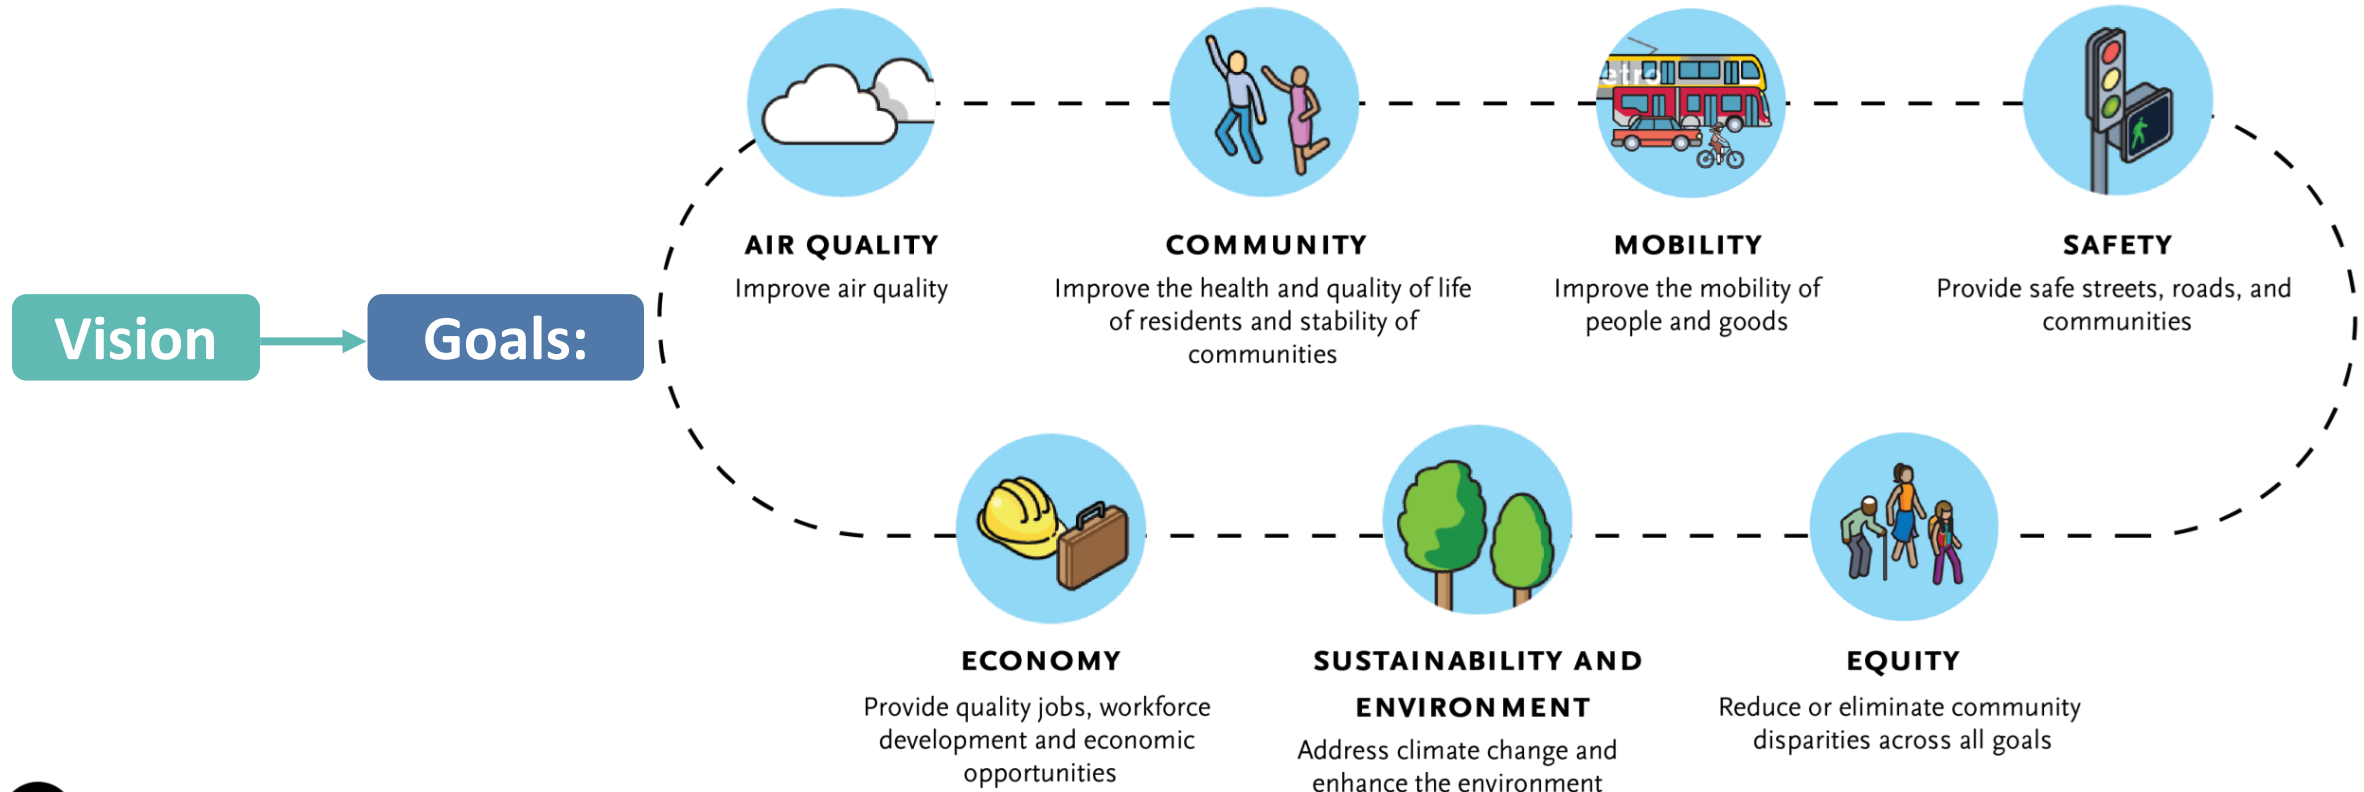 Vision
Goals:
etro
AIR QUALITY
Improve air quality
COMMUNITY
Improve the health and quality of life
of residents and stability of
communities
MOBILITY
Improve the mobility of
people and goods
SAFETY
Provide safe streets, roads, and
communities
ECONOMY
Provide quality jobs, workforce
development and economic
opportunities
SUSTAINABILITY AND
ENVIRONMENT
Address climate change and
enhance the environment
EQUITY
Reduce or eliminate community
disparities across all goals